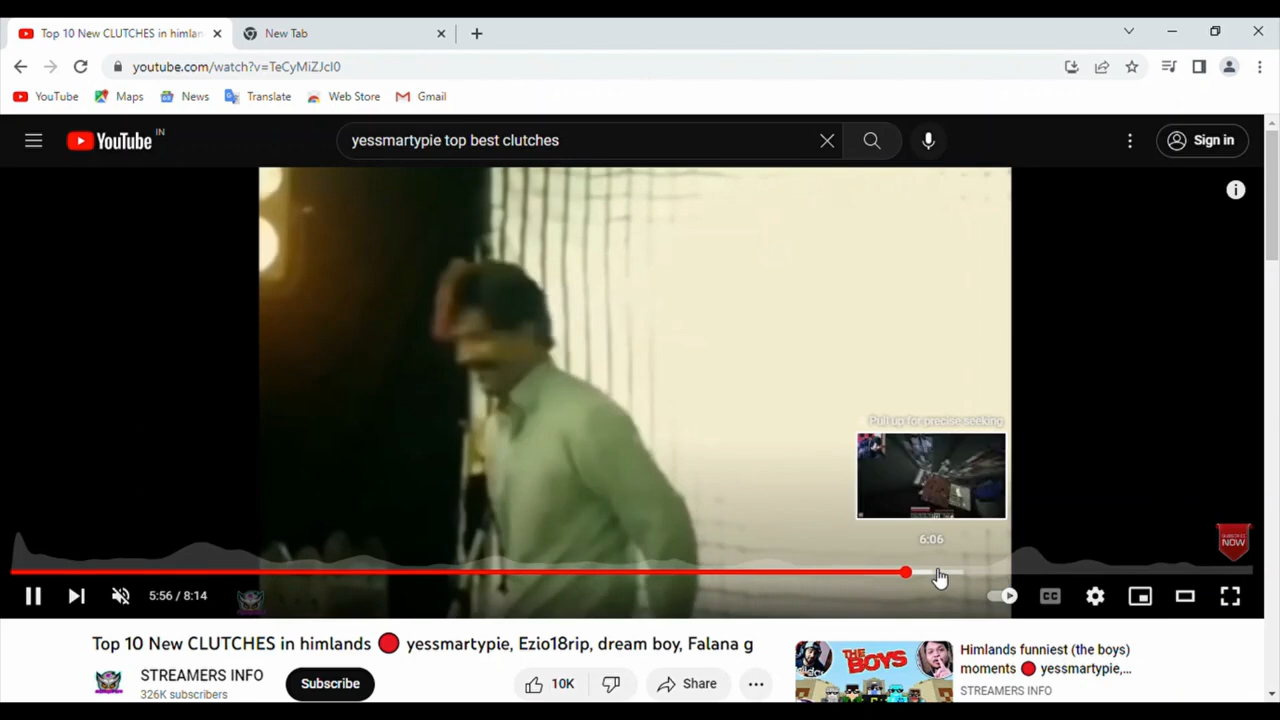 Top 10 New CLUTCHES in himlan
New Tab
youtube.com/watch?v=TeCyMiZJcI0
YouTube
Maps
News
Translate
Web Store
Gmail
YouTube IN
yessmartypie top best clutches
Sign in
Pull up for precise seeking
6:06
NOW
5:56 / 8:14
CC
Top 10 New CLUTCHES in himlands 🔴 yessmartypie, Ezio18rip, dream boy, Falana g
STREAMERS INFO
326K subscribers
Subscribe
10K
Share
THE BOYS
Himlands funniest (the boys)
moments 🔴 yessmartypie,...
STREAMERS INFO